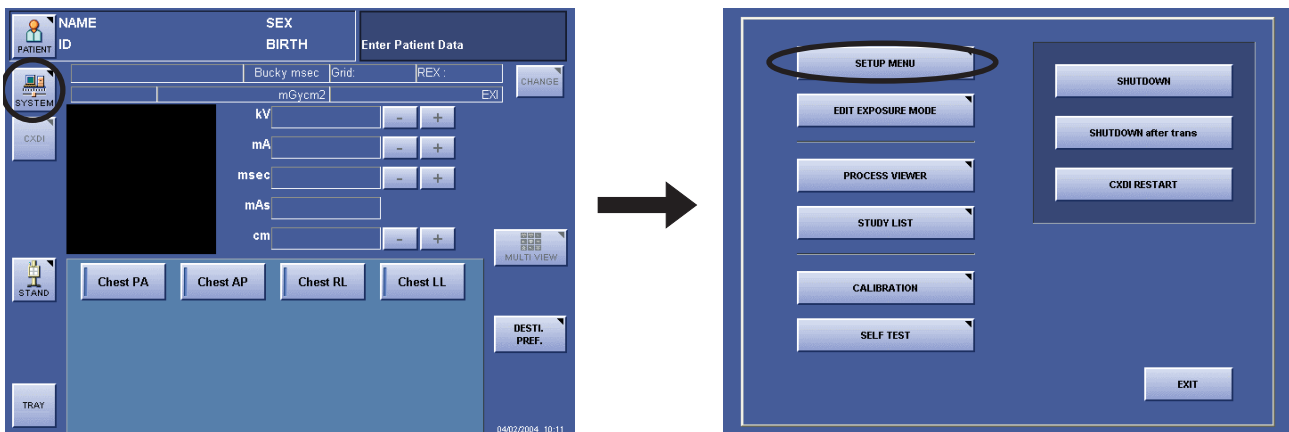 NAME SEX
PATIENT ID BIRTH Enter Patient Data
Bucky msec Grid: REX :
SYSTEM mGycm2 EXI CHANGE
CXDI
kV - +
mA - +
msec - +
mAs
cm - +
MULTI VIEW
STAND
Chest PA Chest AP Chest RL Chest LL
DESTI.
PREF.
TRAY
04/02/2004 10:11
SETUP MENU
EDIT EXPOSURE MODE
PROCESS VIEWER
STUDY LIST
CALIBRATION
SELF TEST
SHUTDOWN
SHUTDOWN after trans
CXDI RESTART
EXIT